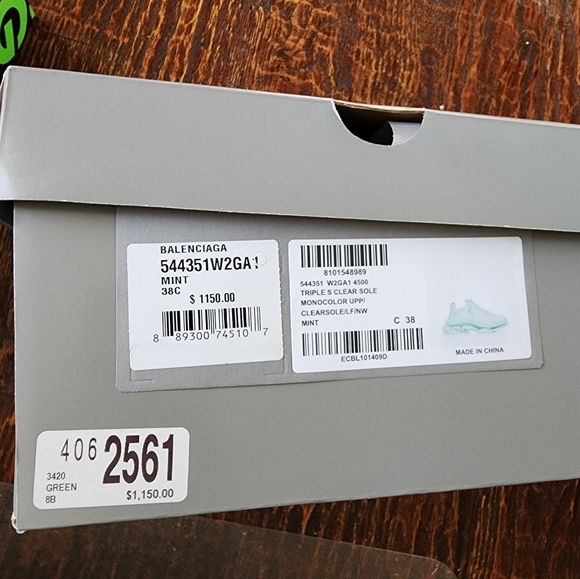 BALENCIAGA
544351W2GA1
MINT
38C
$ 1150.00
8 89300 74510 7
8101548989
544351 W2GA1 4500
TRIPLE S CLEAR SOLE
MONOCOLOR UPP/
CLEARSOLE/LF/NW
MINT C 38
ECBL101409D
MADE IN CHINA
406 2561
3420
GREEN
8B
$1,150.00